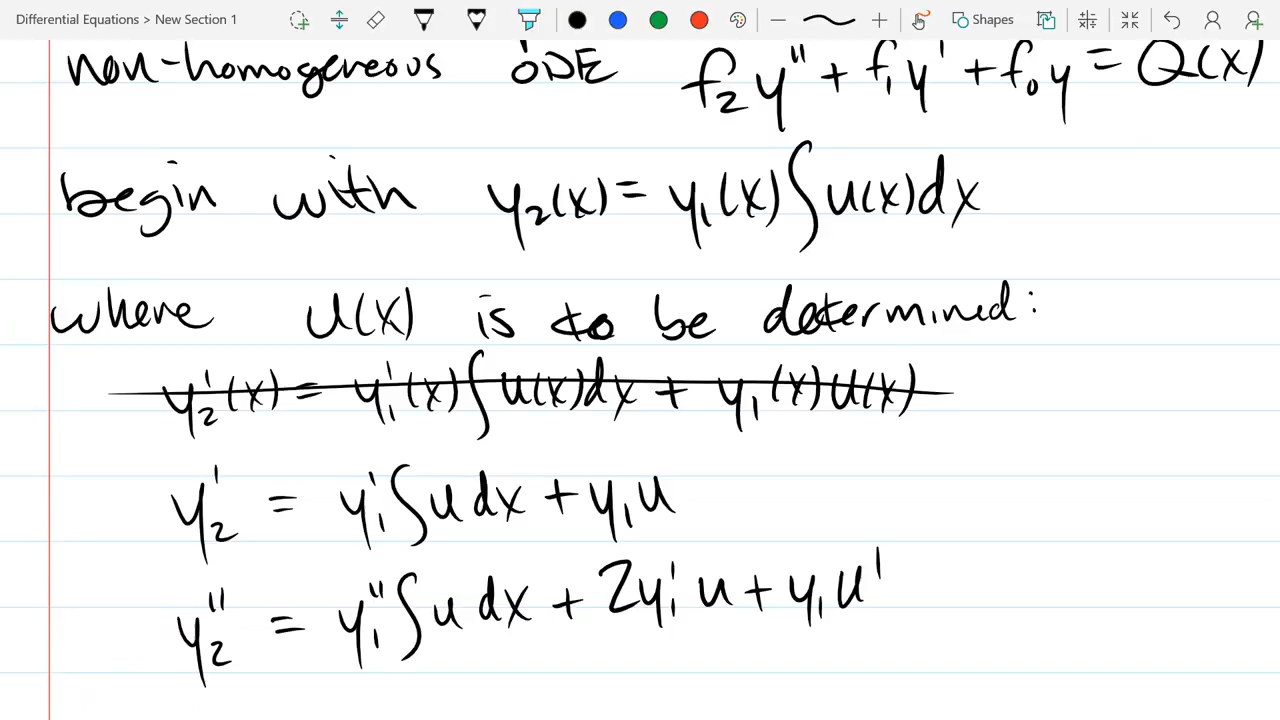 Differential Equations > New Section 1
Shapes
non-homogeneous ODE f₂y'' + f₁y' + f₀y = Q(x)
begin with y₂(x) = y₁(x)∫u(x)dx
where u(x) is to be determined:
y₂'(x) = y₁'(x)∫u(x)dx + y₁(x)u(x)
y₂' = y₁'∫u dx + y₁u
y₂'' = y₁''∫u dx + 2y₁'u + y₁u'